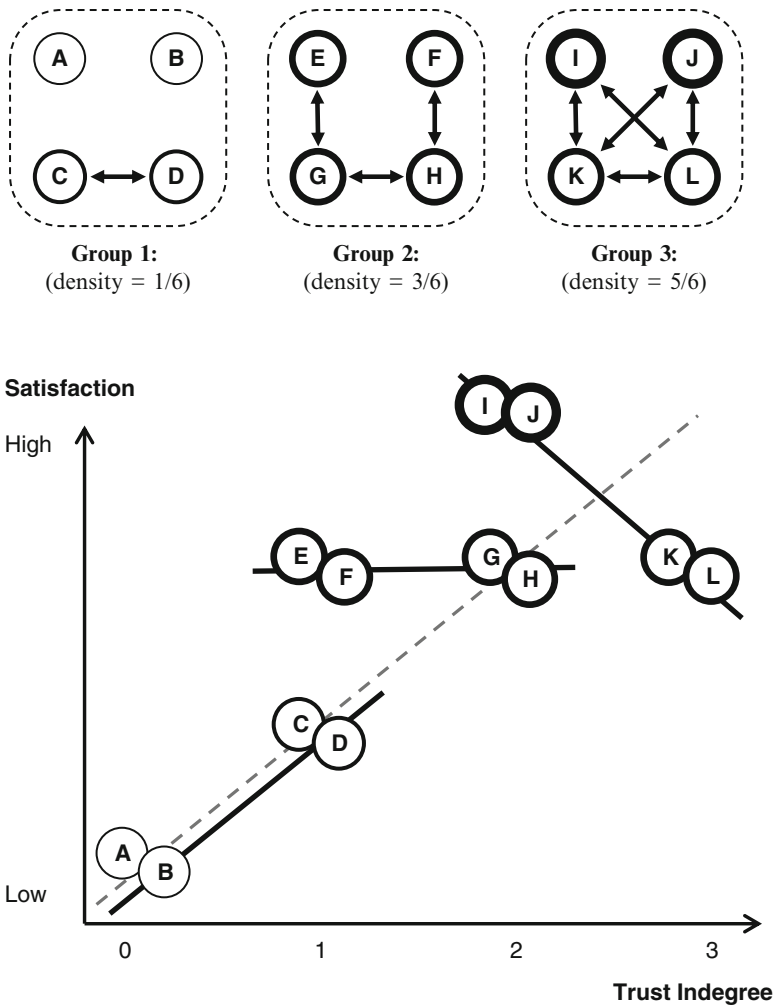 A B
C D
Group 1:
(density = 1/6)
E F
G H
Group 2:
(density = 3/6)
I J
K L
Group 3:
(density = 5/6)
Satisfaction
High
Low
I J
E F G H K L
C D
A B
0 1 2 3
Trust Indegree